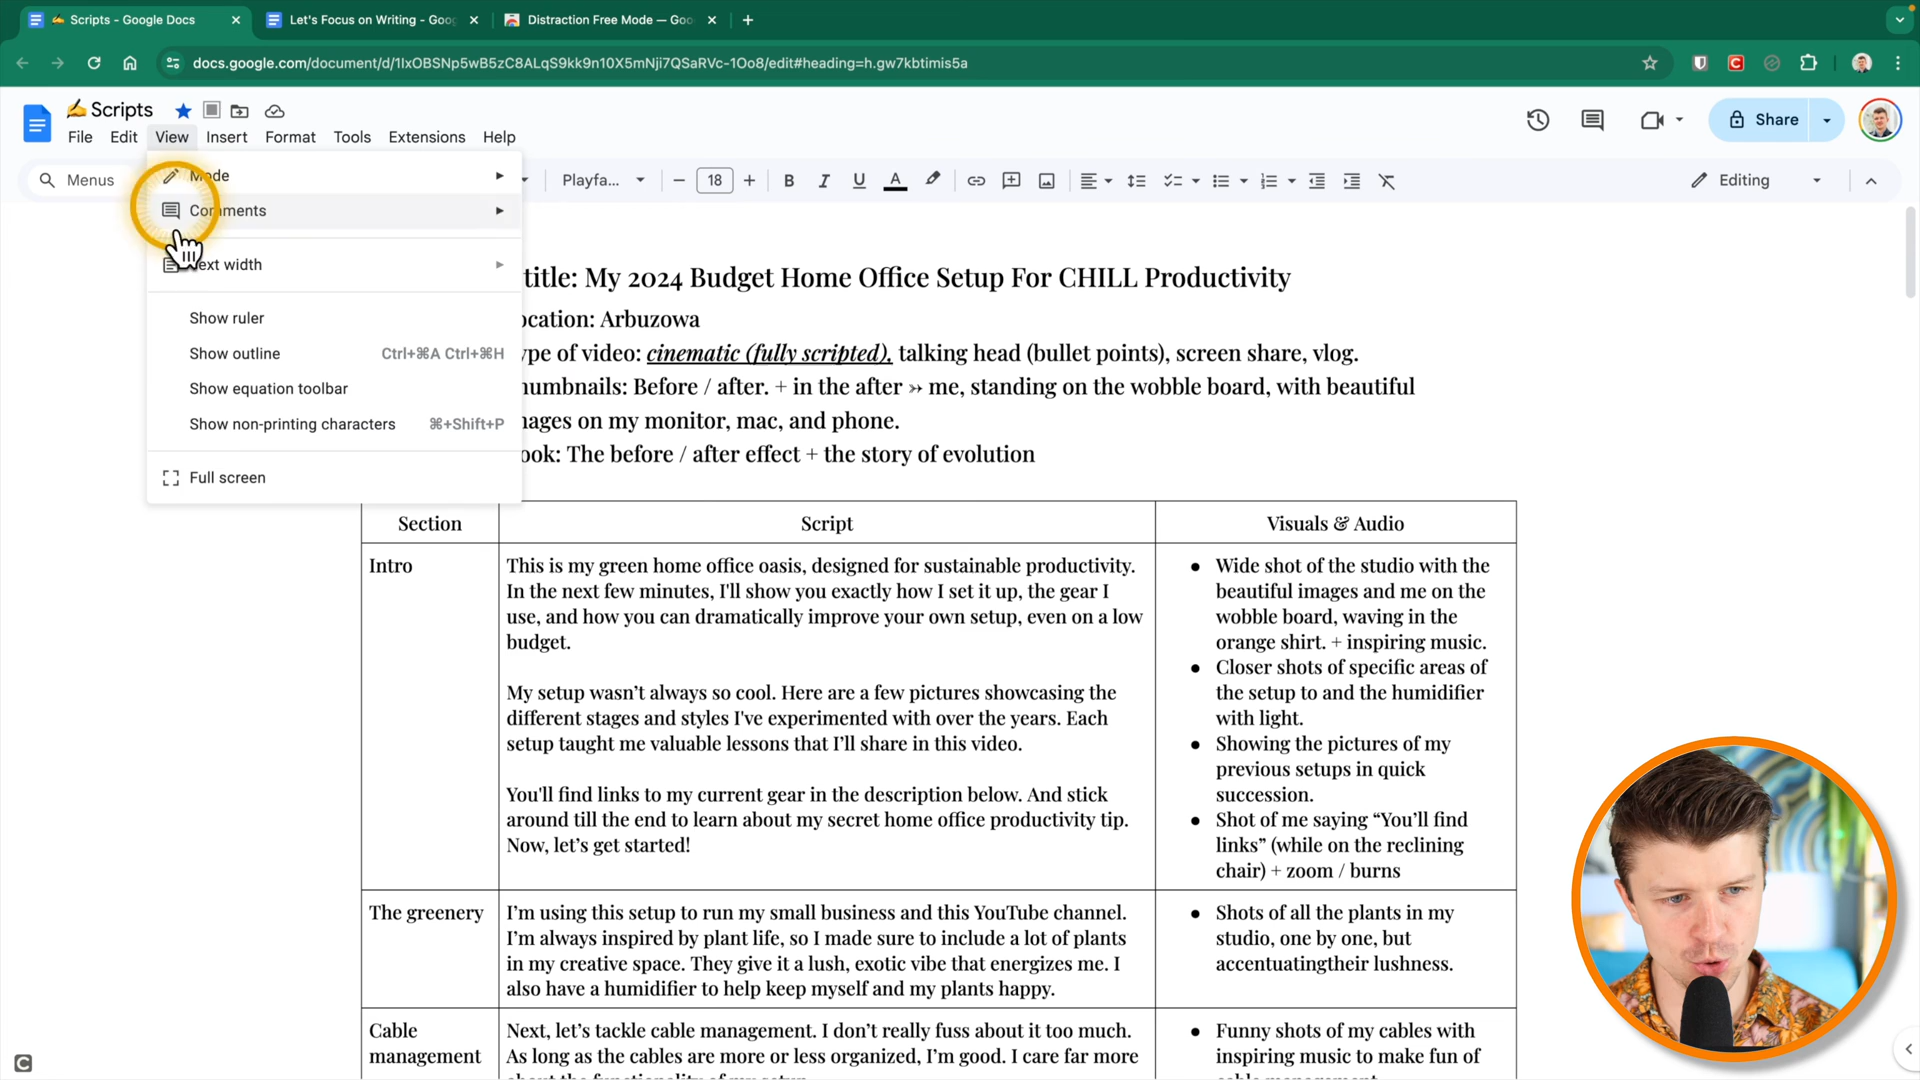 ✍️ Scripts - Google Docs
Let's Focus on Writing - Goo
Distraction Free Mode — Goo
docs.google.com/document/d/1IxOBSNp5wB5zC8ALqS9kk9n10X5mNji7QSaRVc-1Oo8/edit#heading=h.gw7kbtimis5a
✍️ Scripts
File Edit View Insert Format Tools Extensions Help
Share
Menus
Playfa...
18
Editing
Mode
Comments
Text width
Show ruler
Show outline Ctrl+⌘A Ctrl+⌘H
Show equation toolbar
Show non-printing characters ⌘+Shift+P
Full screen
title: My 2024 Budget Home Office Setup For CHILL Productivity
ocation: Arbuzowa
ype of video: cinematic (fully scripted), talking head (bullet points), screen share, vlog.
humbnails: Before / after. + in the after ↣ me, standing on the wobble board, with beautiful
mages on my monitor, mac, and phone.
ook: The before / after effect + the story of evolution
Section Script Visuals & Audio
Intro
This is my green home office oasis, designed for sustainable productivity.
In the next few minutes, I'll show you exactly how I set it up, the gear I
use, and how you can dramatically improve your own setup, even on a low
budget.
My setup wasn't always so cool. Here are a few pictures showcasing the
different stages and styles I've experimented with over the years. Each
setup taught me valuable lessons that I'll share in this video.
You'll find links to my current gear in the description below. And stick
around till the end to learn about my secret home office productivity tip.
Now, let's get started!
● Wide shot of the studio with the
beautiful images and me on the
wobble board, waving in the
orange shirt. + inspiring music.
● Closer shots of specific areas of
the setup to and the humidifier
with light.
● Showing the pictures of my
previous setups in quick
succession.
● Shot of me saying “You'll find
links” (while on the reclining
chair) + zoom / burns
The greenery
I'm using this setup to run my small business and this YouTube channel.
I'm always inspired by plant life, so I made sure to include a lot of plants
in my creative space. They give it a lush, exotic vibe that energizes me. I
also have a humidifier to help keep myself and my plants happy.
● Shots of all the plants in my
studio, one by one, but
accentuatingtheir lushness.
Cable
management
Next, let's tackle cable management. I don't really fuss about it too much.
As long as the cables are more or less organized, I'm good. I care far more
● Funny shots of my cables with
inspiring music to make fun of